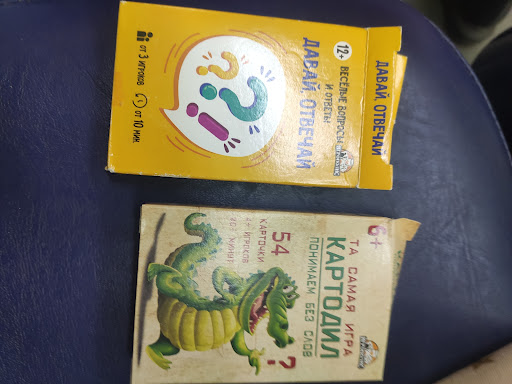 12+
ВЕСЁЛЫЕ ВОПРОСЫ
И ОТВЕТЫ
ДАВАЙ, ОТВЕЧАЙ
ОТ 3 ИГРОКОВ
ОТ 10 МИН.
ДАВАЙ, ОТВЕЧАЙ
6+
ТА САМАЯ ИГРА
КАРТОДИЛ
ПОНИМАЕМ БЕЗ СЛОВ
54
КАРТОЧКИ